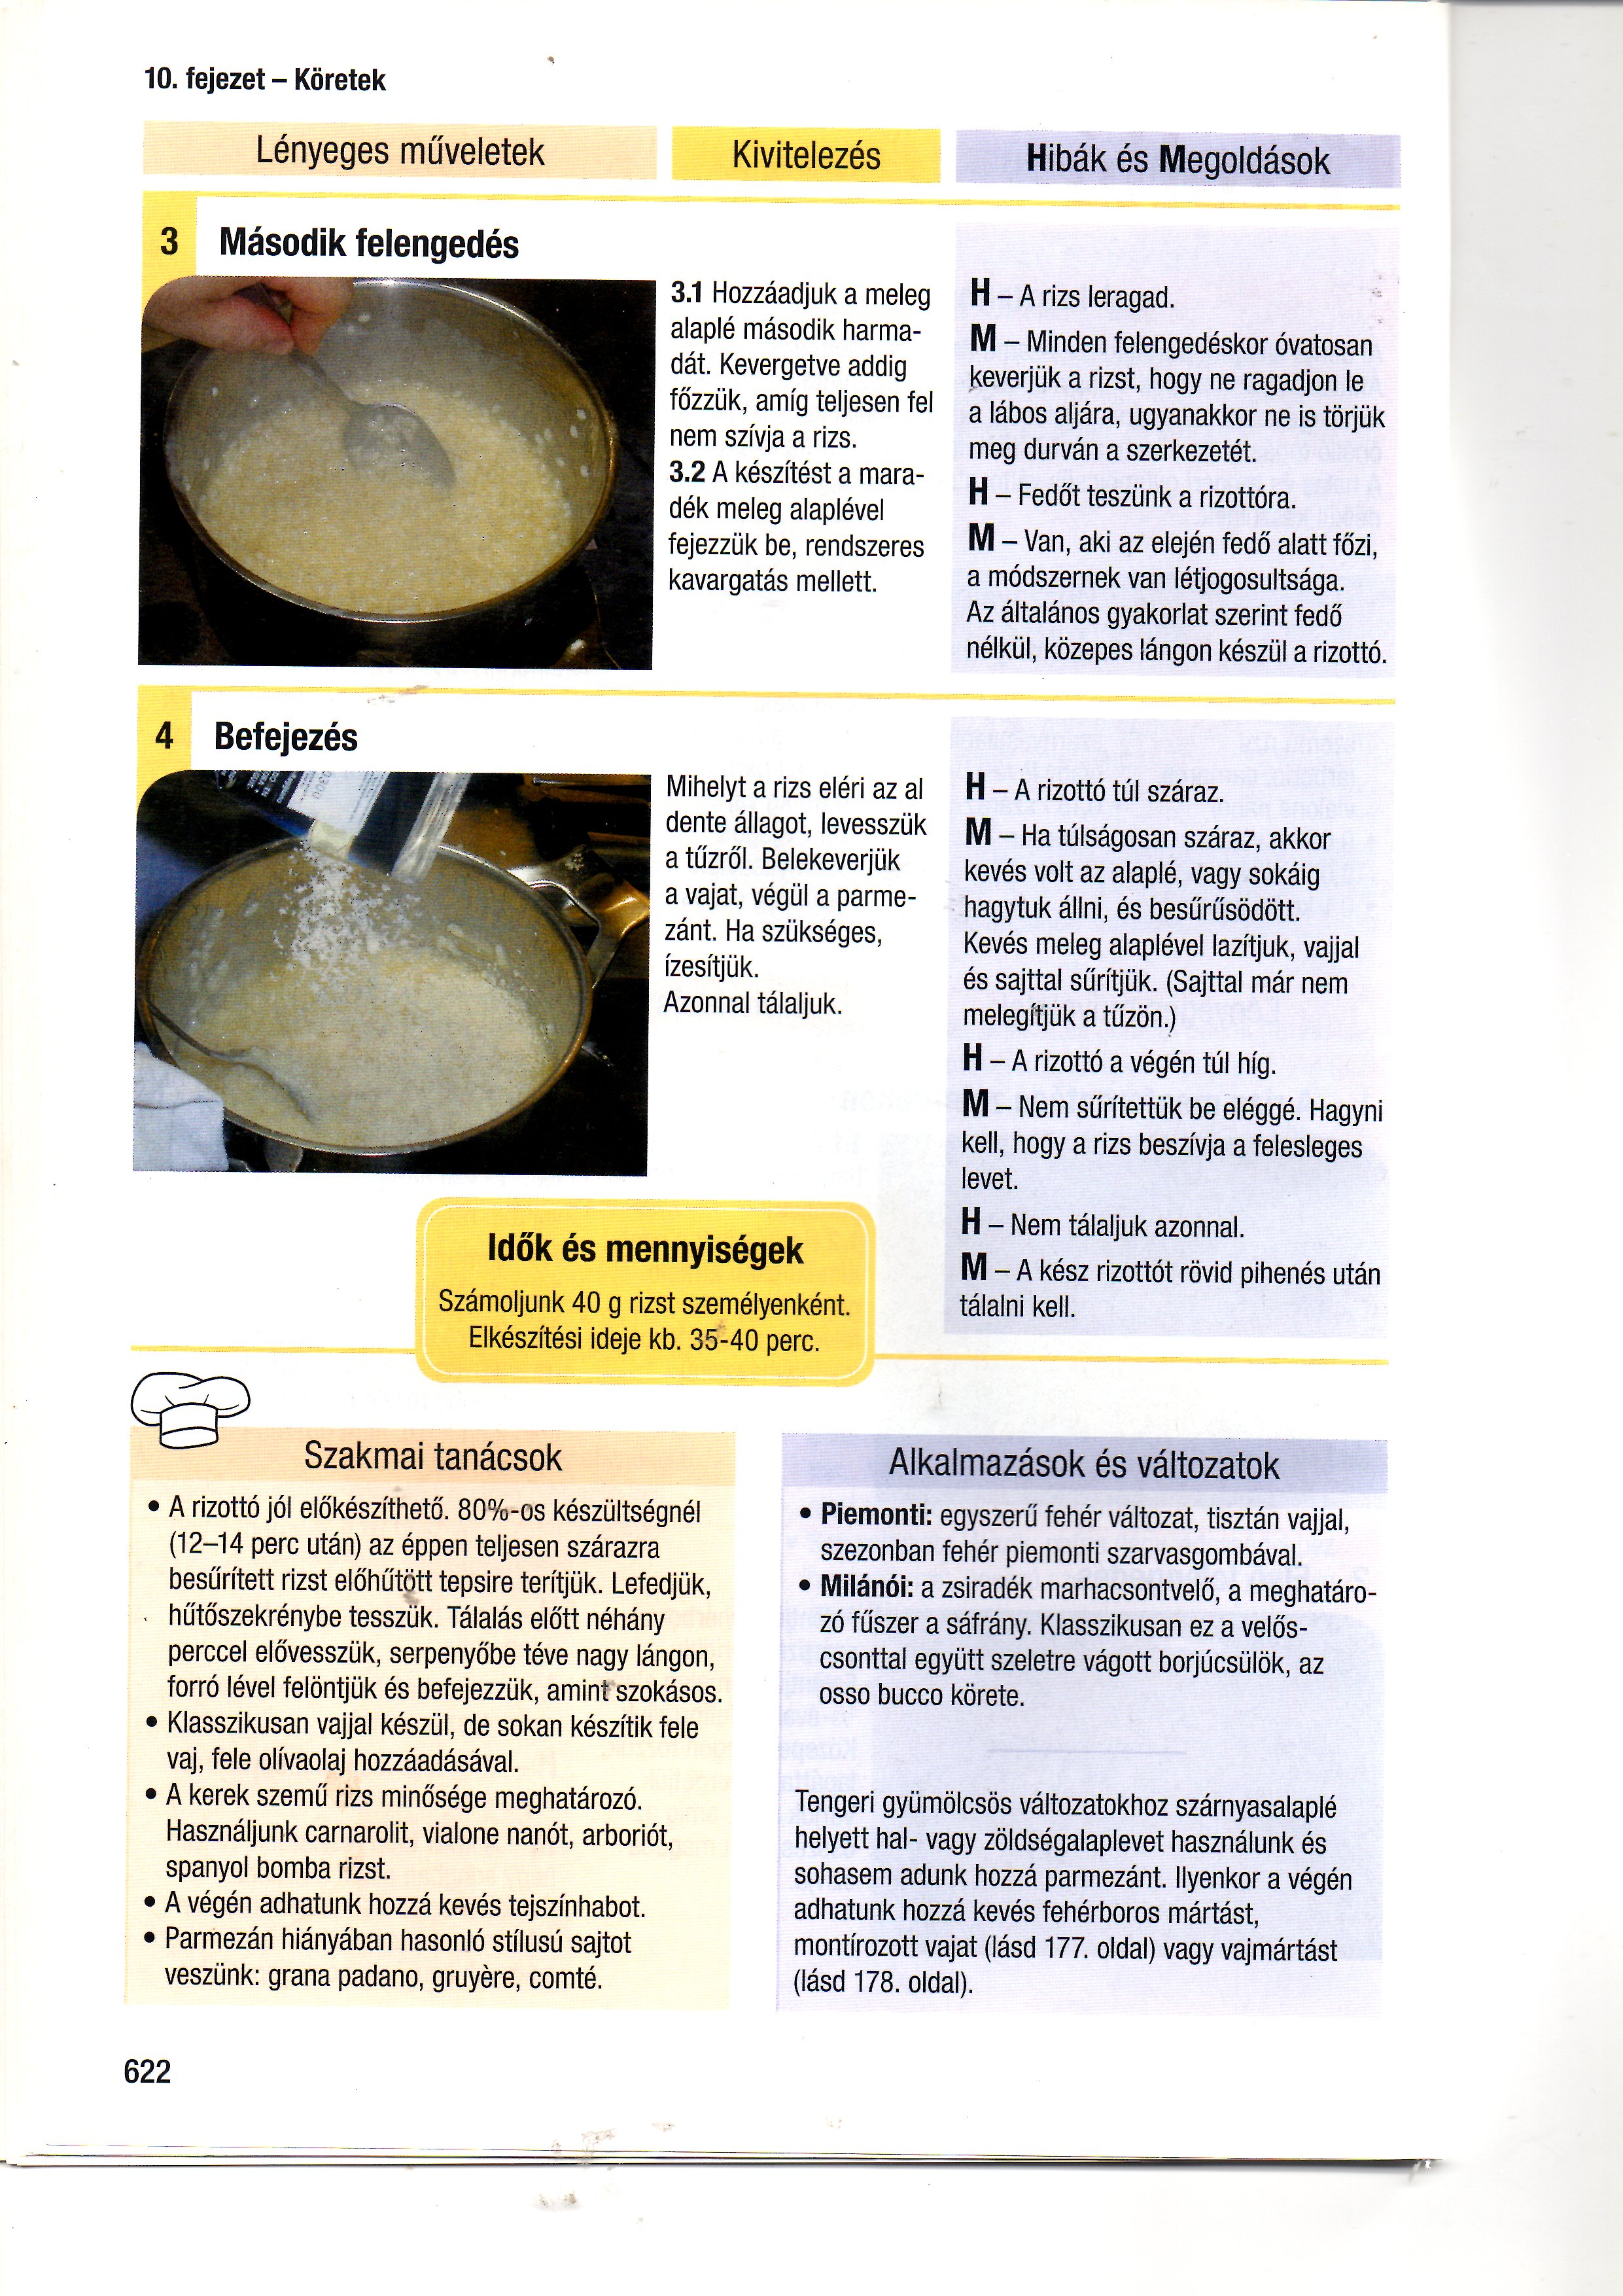 10. fejezet – Köretek
Lényeges műveletek
Kivitelezés
Hibák és Megoldások
3 Második felengedés
3.1 Hozzáadjuk a meleg
alaplé második harma-
dát. Kevergetve addig
főzzük, amíg teljesen fel
nem szívja a rizs.
3.2 A készítést a mara-
dék meleg alaplével
fejezzük be, rendszeres
kavargatás mellett.
H – A rizs leragad.
M – Minden felengedéskor óvatosan
keverjük a rizst, hogy ne ragadjon le
a lábos aljára, ugyanakkor ne is törjük
meg durván a szerkezetét.
H – Fedőt teszünk a rizottóra.
M – Van, aki az elején fedő alatt főzi,
a módszernek van létjogosultsága.
Az általános gyakorlat szerint fedő
nélkül, közepes lángon készül a rizottó.
4 Befejezés
Mihelyt a rizs eléri az al
dente állagot, levesszük
a tűzről. Belekeverjük
a vajat, végül a parme-
zánt. Ha szükséges,
ízesítjük.
Azonnal tálaljuk.
H – A rizottó túl száraz.
M – Ha túlságosan száraz, akkor
kevés volt az alaplé, vagy sokáig
hagytuk állni, és besűrűsödött.
Kevés meleg alaplével lazítjuk, vajjal
és sajttal sűrítjük. (Sajttal már nem
melegítjük a tűzön.)
H – A rizottó a végén túl híg.
M – Nem sűrítettük be eléggé. Hagyni
kell, hogy a rizs beszívja a felesleges
levet.
H – Nem tálaljuk azonnal.
M – A kész rizottót rövid pihenés után
tálalni kell.
Idők és mennyiségek
Számoljunk 40 g rizst személyenként.
Elkészítési ideje kb. 35-40 perc.
Szakmai tanácsok
• A rizottó jól előkészíthető. 80%-os készültségnél
(12–14 perc után) az éppen teljesen szárazra
besűrített rizst előhűtött tepsire terítjük. Lefedjük,
hűtőszekrénybe tesszük. Tálalás előtt néhány
perccel elővesszük, serpenyőbe téve nagy lángon,
forró lével felöntjük és befejezzük, amint szokásos.
• Klasszikusan vajjal készül, de sokan készítik fele
vaj, fele olívaolaj hozzáadásával.
• A kerek szemű rizs minősége meghatározó.
Használjunk carnarolit, vialone nanót, arboriót,
spanyol bomba rizst.
• A végén adhatunk hozzá kevés tejszínhabot.
• Parmezán hiányában hasonló stílusú sajtot
veszünk: grana padano, gruyère, comté.
Alkalmazások és változatok
• Piemonti: egyszerű fehér változat, tisztán vajjal,
szezonban fehér piemonti szarvasgombával.
• Milánói: a zsiradék marhacsontvelő, a meghatáro-
zó fűszer a sáfrány. Klasszikusan ez a velős-
csonttal együtt szeletre vágott borjúcsülök, az
osso bucco körete.
Tengeri gyümölcsös változatokhoz szárnyasalaplé
helyett hal- vagy zöldségalaplevet használunk és
sohasem adunk hozzá parmezánt. Ilyenkor a végén
adhatunk hozzá kevés fehérboros mártást,
montírozott vajat (lásd 177. oldal) vagy vajmártást
(lásd 178. oldal).
622